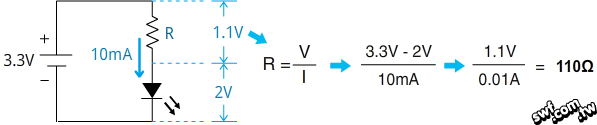 +
3.3V
−
10mA
R
1.1V
2V
R = V / I
3.3V - 2V / 10mA
1.1V / 0.01A
= 110Ω
swf.com.tw